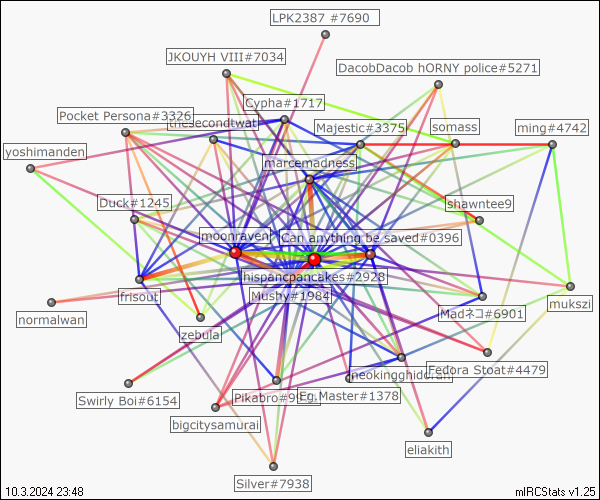 LPK2387 #7690
JKOUYH VIII#7034
DacobDacob hORNY police#5271
Cypha#1717
Pocket Persona#3326
thesecondtwat
Majestic#3375
somass
ming#4742
yoshimanden
marcemadness
Duck#1245
shawntee9
moonraven
Can anything be saved#0396
hispancpancakes#2928
frisout
Mushy#1984
mukszi
normalwan
Madネコ#6901
zebula
neokingghidorah
Fedora Stoat#4479
Swirly Boi#6154
Eg.Master#1378
bigcitysamurai
eliakith
Silver#7938
10.3.2024 23:48
mIRCStats v1.25